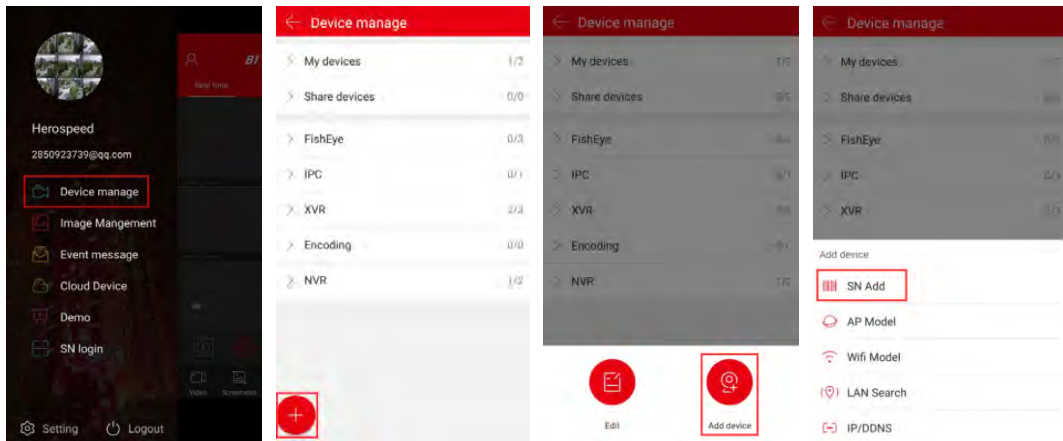 BI
Real time
Herospeed
2850923739@qq.com
Device manage
Image Mangement
Event message
Cloud Device
Demo
SN login
Video
Screenshot
Setting
Logout
Device manage
My devices 1/2
Share devices 0/0
FishEye 0/3
IPC 0/1
XVR 2/3
Encoding 0/0
NVR 1/2
Device manage
My devices
Share devices
FishEye
IPC
XVR
Encoding
NVR
Edit
Add device
Device manage
My devices
Share devices
FishEye
IPC
XVR
Add device
SN Add
AP Model
Wifi Model
LAN Search
IP/DDNS